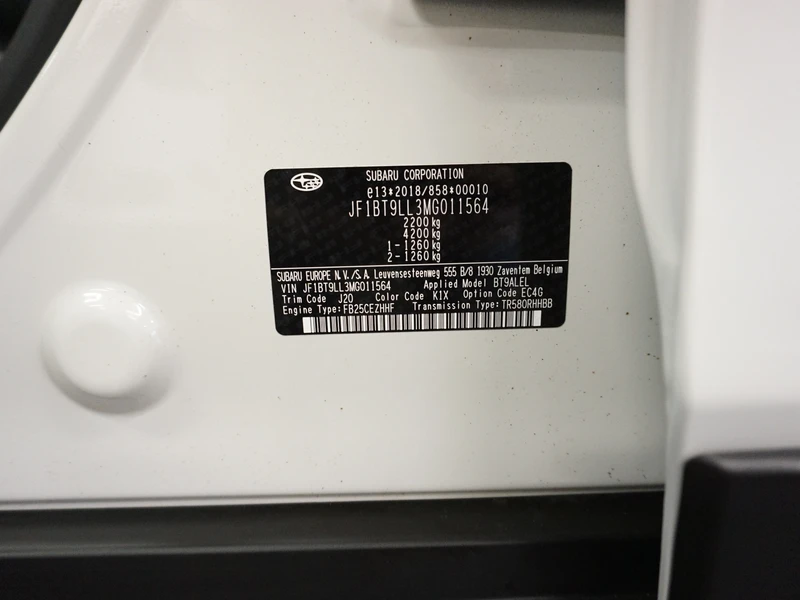 SUBARU CORPORATION
e13*2018/858*00010
JF1BT9LL3MG011564
2200 kg
4200 kg
1 - 1260 kg
2 - 1260 kg
SUBARU EUROPE N.V./S.A. Leuvensesteenweg 555 B/8 1930 Zaventem Belgium
VIN JF1BT9LL3MG011564 Applied Model BT9ALEL
Trim Code J20 Color Code K1X Option Code EC4G
Engine Type:FB25CEZHHF Transmission Type:TR580RHHBB